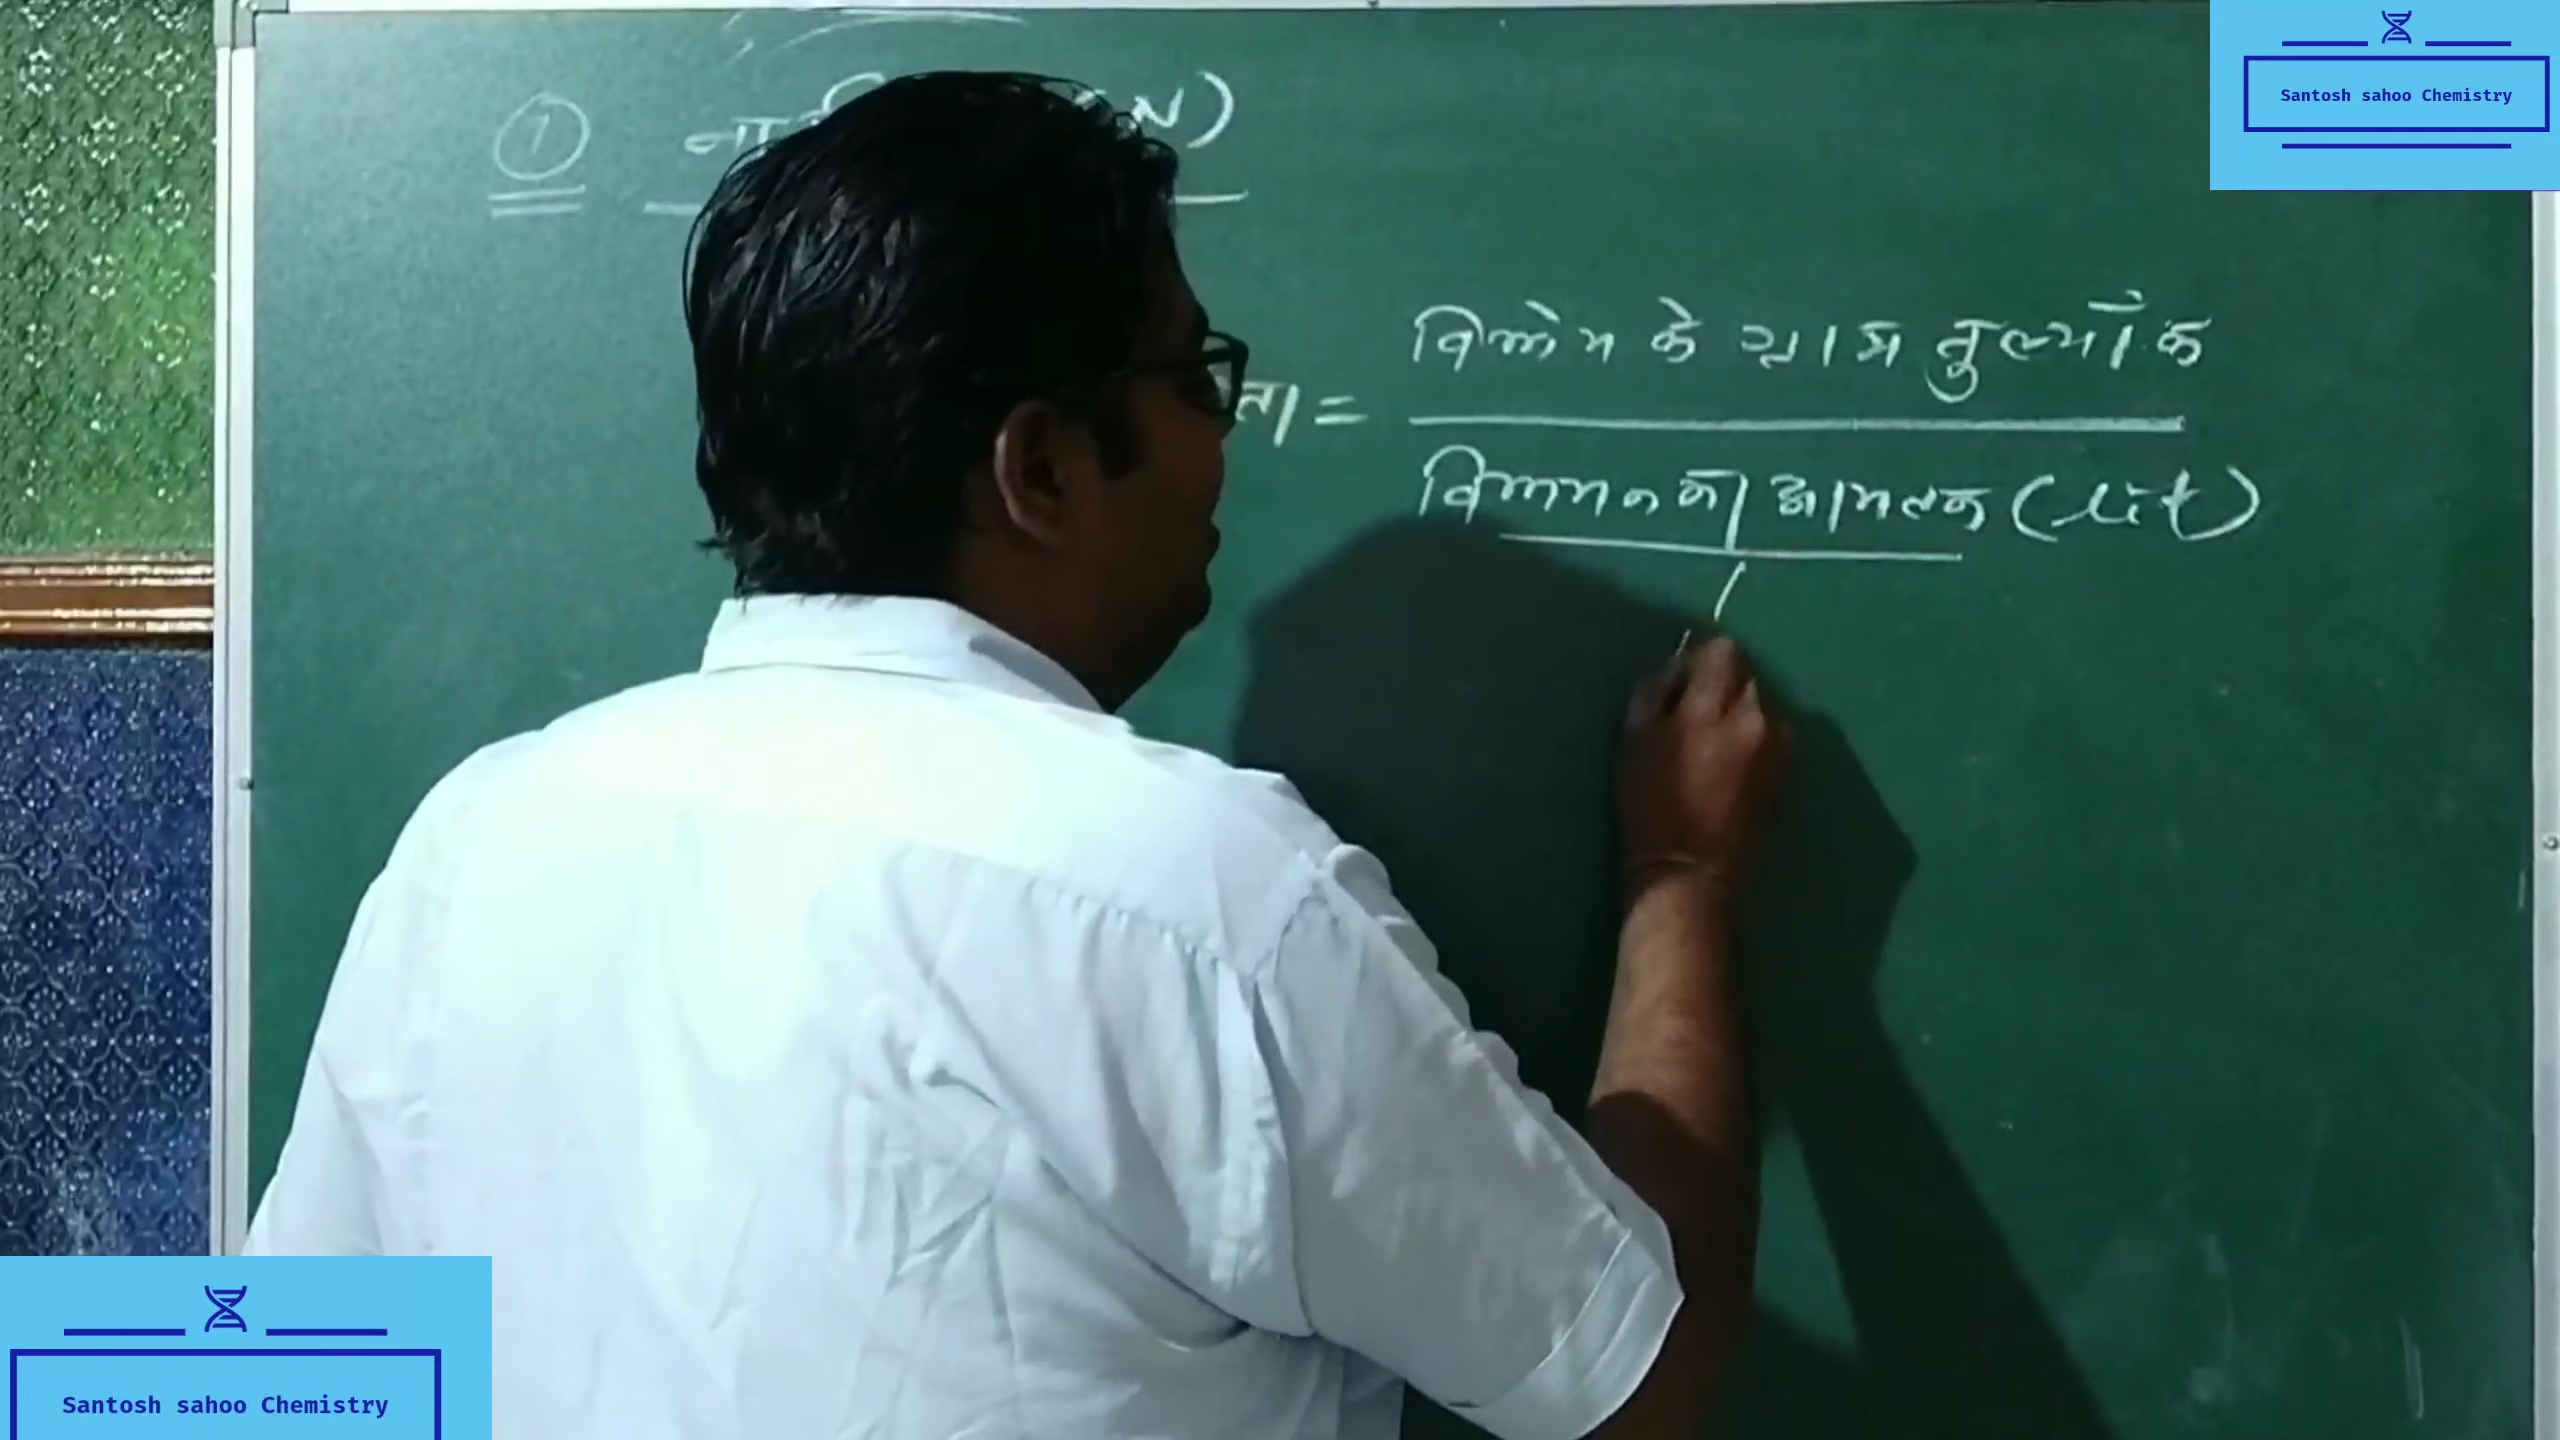 Santosh sahoo Chemistry
① N)
ता =
विलेय के ग्राम तुल्यांक
विलयन का आयतन (lit)
Santosh sahoo Chemistry